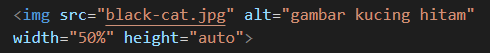 <img src="black-cat.jpg" alt="gambar kucing hitam"
width="50%" height="auto">